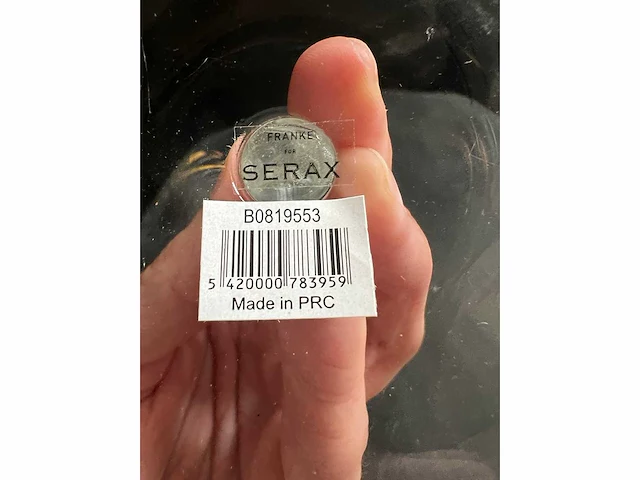 FRANKE
FOR
SERAX
B0819553
5 420000 783959
Made in PRC